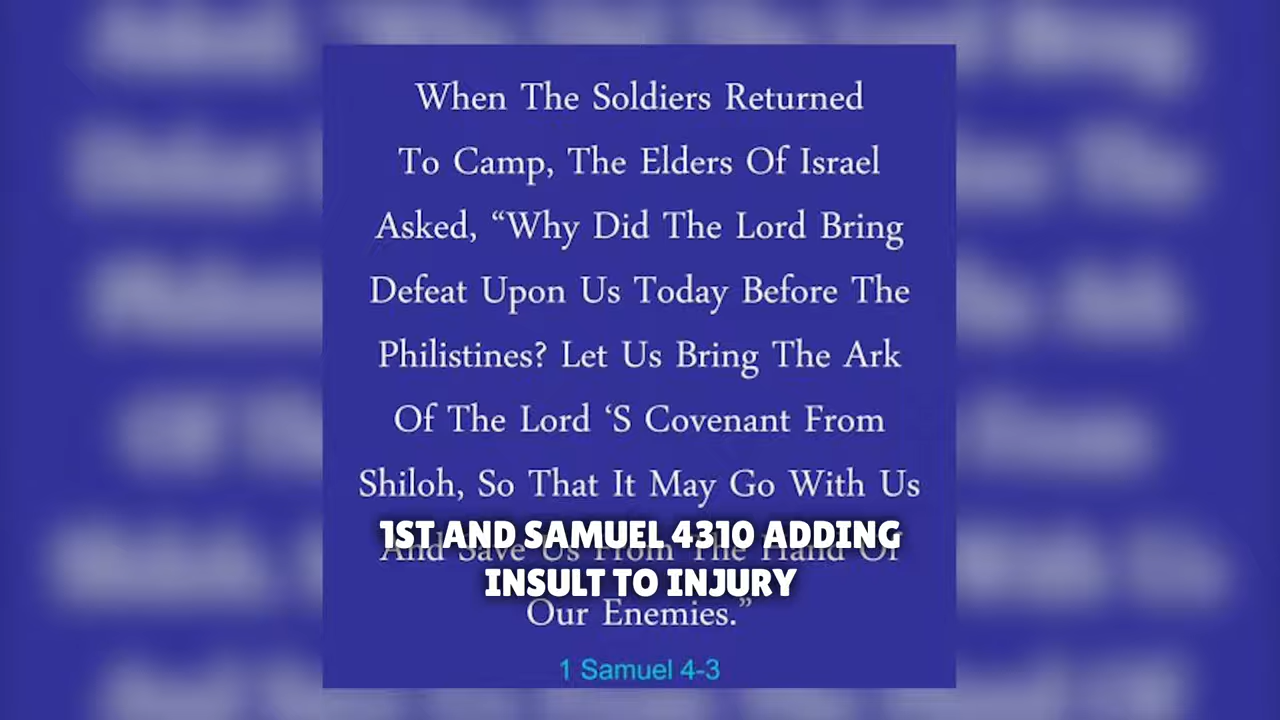 When The Soldiers Returned
To Camp, The Elders Of Israel
Asked, “Why Did The Lord Bring
Defeat Upon Us Today Before The
Philistines? Let Us Bring The Ark
Of The Lord ‘S Covenant From
Shiloh, So That It May Go With Us
1ST AND SAMUEL 4310 ADDING
And Save Us From The Hand Of
INSULT TO INJURY
Our Enemies.”
1 Samuel 4-3